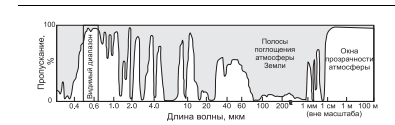 100
50
0
Пропускание,
%
Видимый диапазон
Полосы
поглощения
атмосферы
Земли
Окна
прозрачности
атмосферы
0,4 0,6 1.0 2.0 4.0 10 20 40 60 100 200 1 мм 1 см 1 м 100 м
(вне масштаба)
Длина волны, мкм